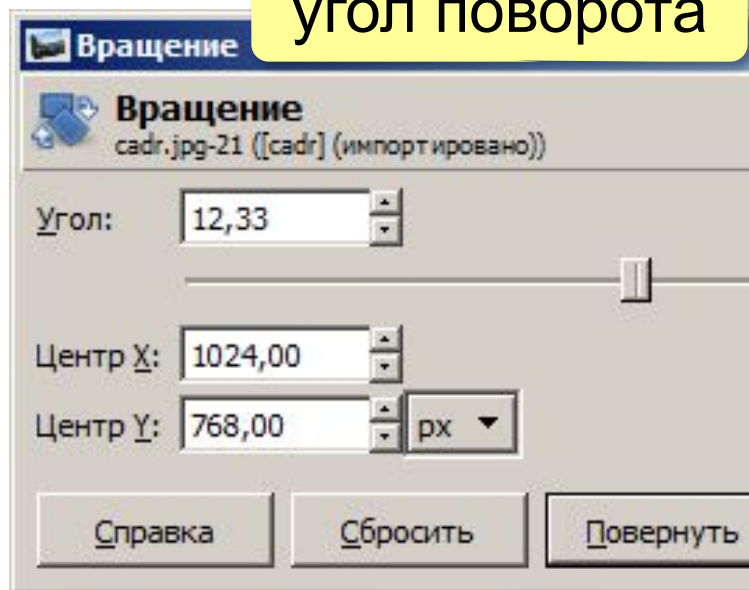 угол поворота
Вращение
Вращение
cadr.jpg-21 ([cadr] (импортировано))
Угол: 12,33
Центр X: 1024,00
Центр Y: 768,00 px
Справка Сбросить Повернуть